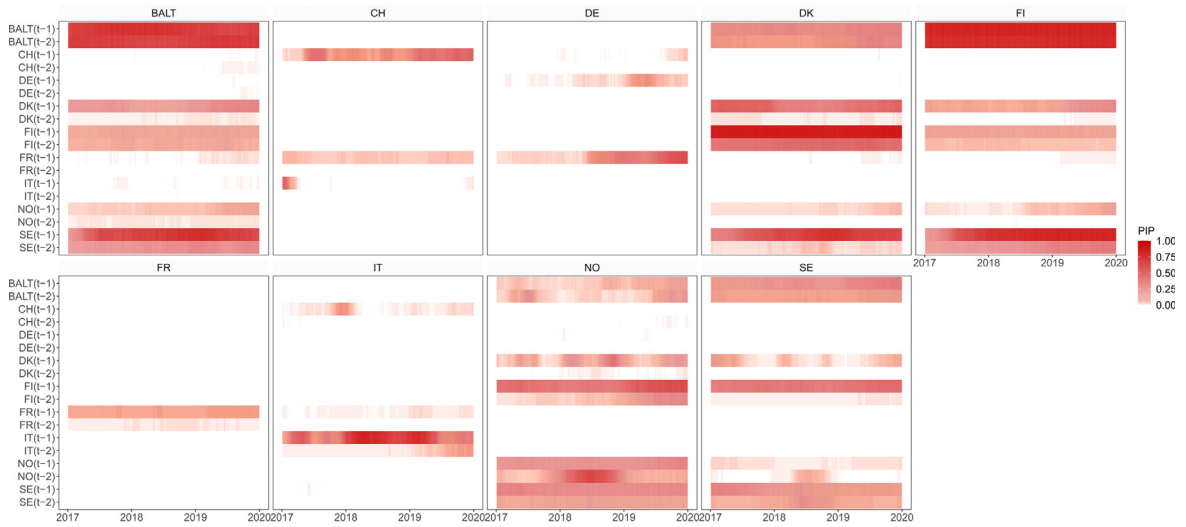 BALT
CH
DE
DK
FI
BALT(t−1)
BALT(t−2)
CH(t−1)
CH(t−2)
DE(t−1)
DE(t−2)
DK(t−1)
DK(t−2)
FI(t−1)
FI(t−2)
FR(t−1)
FR(t−2)
IT(t−1)
IT(t−2)
NO(t−1)
NO(t−2)
SE(t−1)
SE(t−2)
2017 2018 2019 2020
PIP
1.00
0.75
0.50
0.25
0.00
FR
IT
NO
SE
BALT(t−1)
BALT(t−2)
CH(t−1)
CH(t−2)
DE(t−1)
DE(t−2)
DK(t−1)
DK(t−2)
FI(t−1)
FI(t−2)
FR(t−1)
FR(t−2)
IT(t−1)
IT(t−2)
NO(t−1)
NO(t−2)
SE(t−1)
SE(t−2)
2017 2018 2019 2020
2017 2018 2019 2020
2017 2018 2019 2020
2017 2018 2019 2020